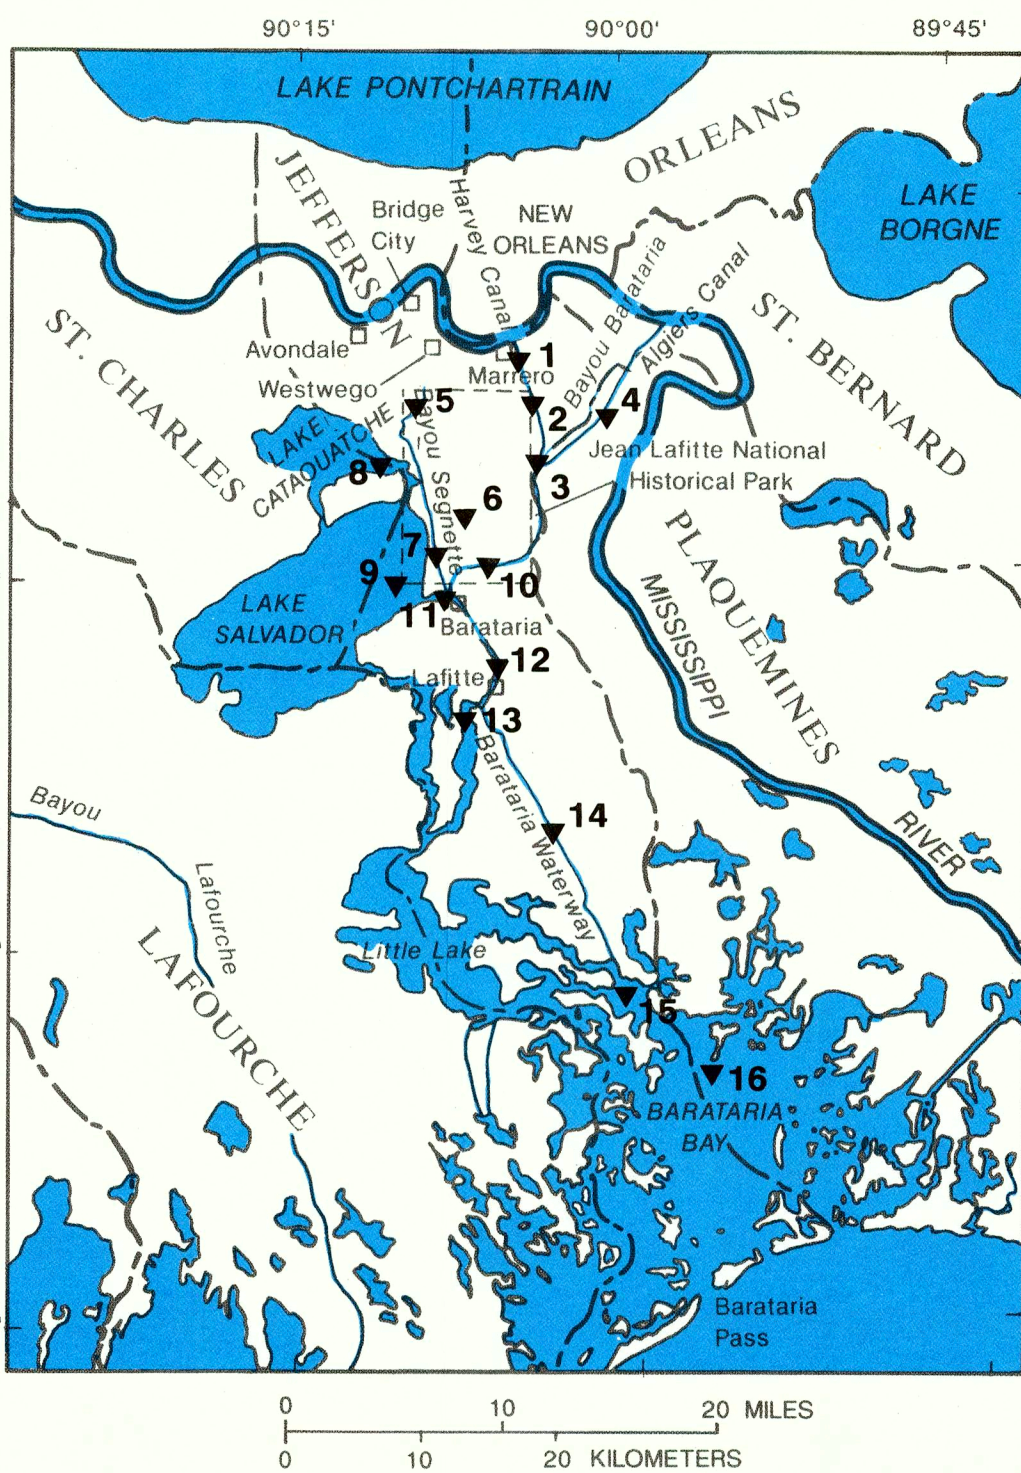 90°15'
90°00'
89°45'
LAKE PONTCHARTRAIN
ORLEANS
JEFFERSON
Harvey Canal
Bridge
City
NEW
ORLEANS
LAKE
BORGNE
Bayou Barataria
Algiers Canal
ST. BERNARD
ST. CHARLES
Avondale
Westwego
1
Marrero
2
4
5
LAKE
CATAOUATCHE
Bayou Segnette
Jean Lafitte National
Historical Park
8
3
6
PLAQUEMINES
7
9
10
MISSISSIPPI
LAKE
SALVADOR
11
Barataria
12
Lafitte
13
Barataria Waterway
Bayou
14
RIVER
Lafourche
LAFOURCHE
Little Lake
15
16
BARATARIA
BAY
Barataria
Pass
0
10
20 MILES
0
10
20 KILOMETERS